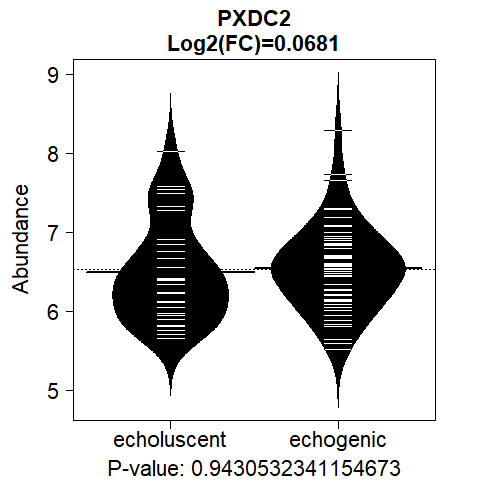 PXDC2
Log2(FC)=0.0681
9
8
7
6
5
Abundance
echoluscent echogenic
P-value: 0.9430532341154673